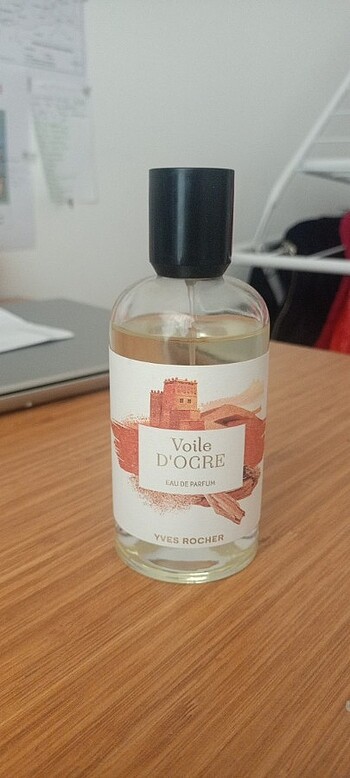 Voile
D'OCRE
EAU DE PARFUM
YVES ROCHER